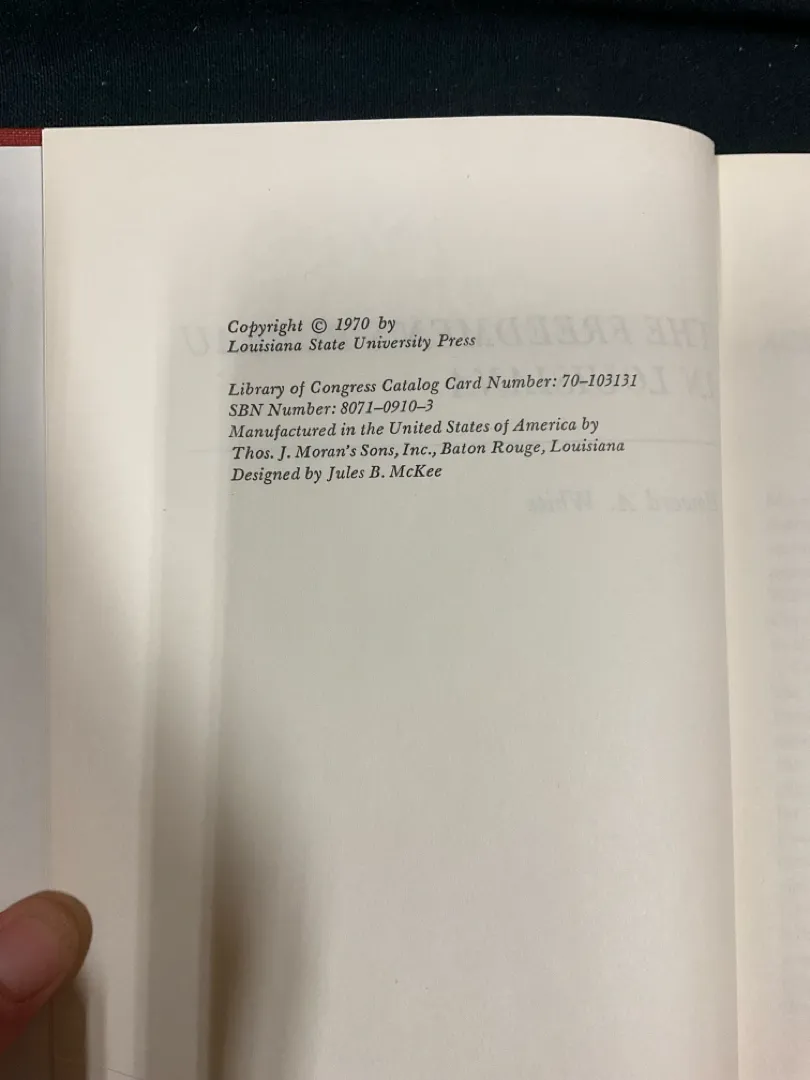 Copyright © 1970 by
Louisiana State University Press
Library of Congress Catalog Card Number: 70–103131
SBN Number: 8071–0910–3
Manufactured in the United States of America by
Thos. J. Moran's Sons, Inc., Baton Rouge, Louisiana
Designed by Jules B. McKee